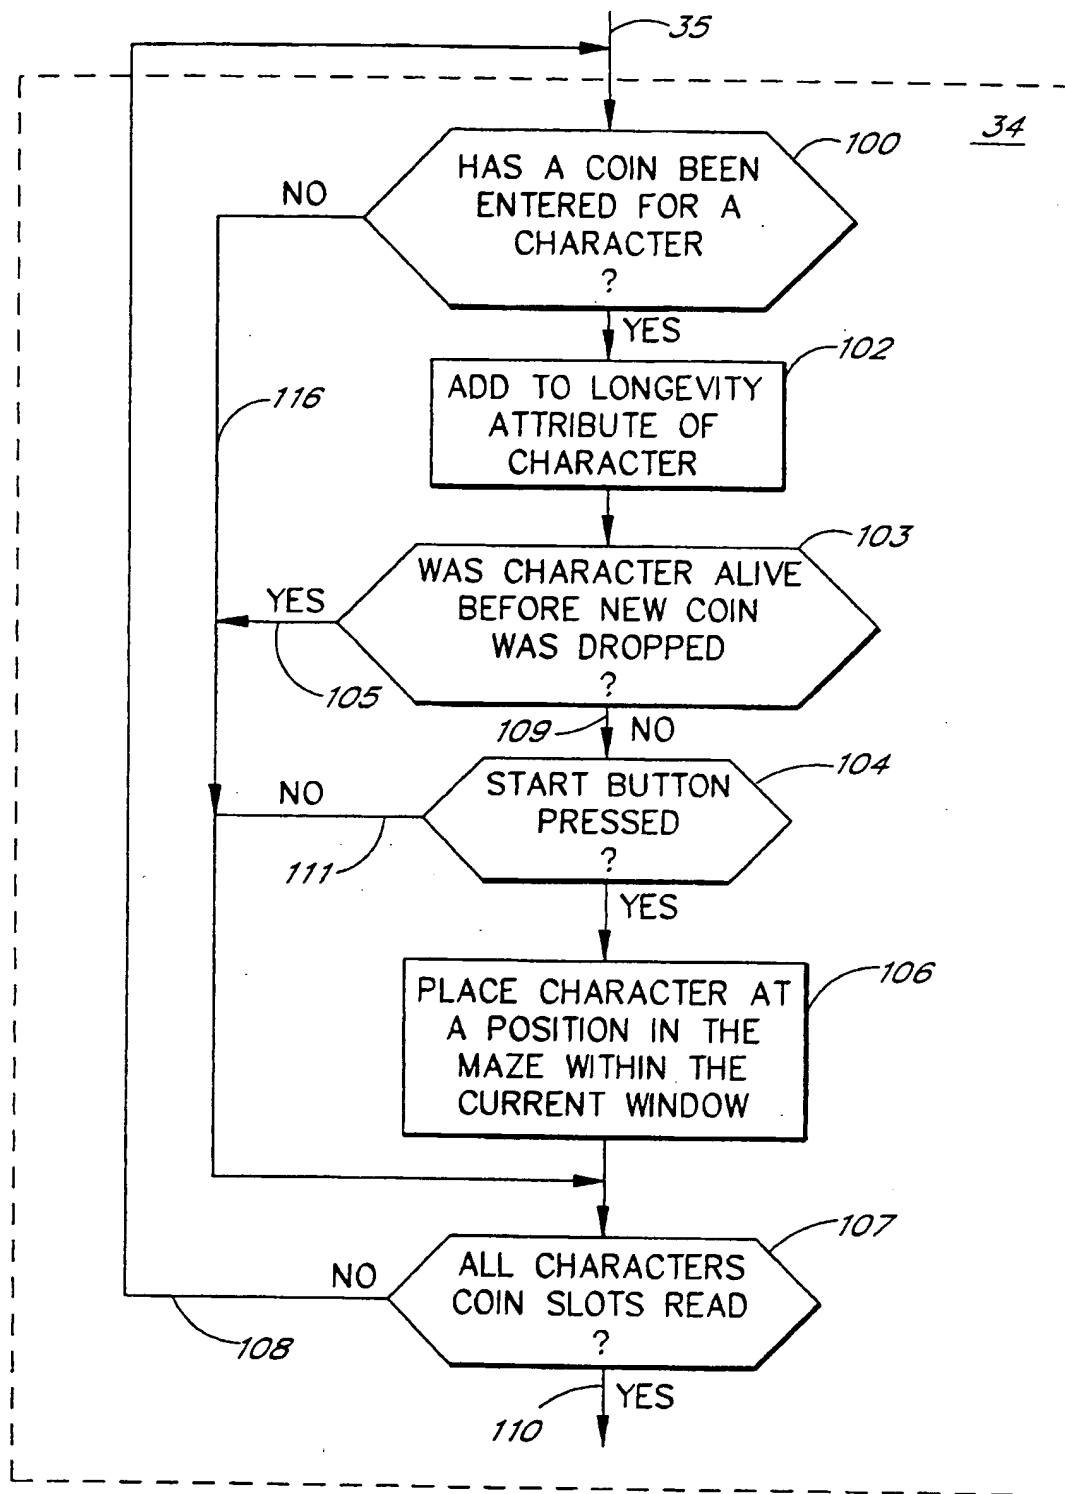 35
34
100
HAS A COIN BEEN
ENTERED FOR A
CHARACTER
?
NO
YES
102
ADD TO LONGEVITY
ATTRIBUTE OF
CHARACTER
116
103
WAS CHARACTER ALIVE
BEFORE NEW COIN
WAS DROPPED
?
YES
105
109
NO
104
START BUTTON
PRESSED
?
NO
111
YES
106
PLACE CHARACTER AT
A POSITION IN THE
MAZE WITHIN THE
CURRENT WINDOW
107
ALL CHARACTERS
COIN SLOTS READ
?
NO
108
YES
110